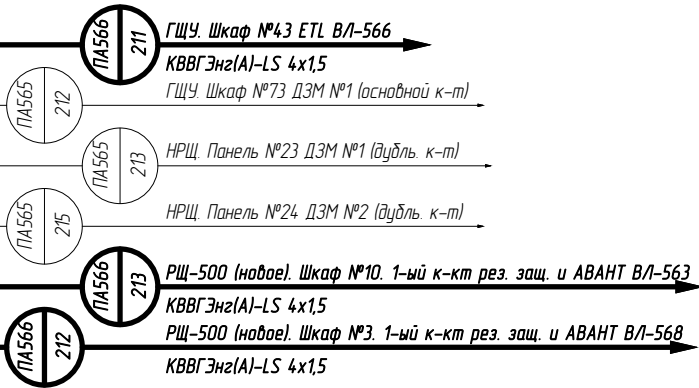 ПА566 211 ГЩУ. Шкаф №43 ETL ВЛ-566
КВВГЭнг(А)-LS 4х1,5
ПА565 212 ГЩУ. Шкаф №73 ДЗМ №1 (основной к-т)
ПА565 213 НРЩ. Панель №23 ДЗМ №1 (дубль. к-т)
ПА565 215 НРЩ. Панель №24 ДЗМ №2 (дубль. к-т)
ПА566 213 РЩ-500 (новое). Шкаф №10. 1-ый к-кт рез. защ. и АВАНТ ВЛ-563
КВВГЭнг(А)-LS 4х1,5
ПА566 212 РЩ-500 (новое). Шкаф №3. 1-ый к-кт рез. защ. и АВАНТ ВЛ-568
КВВГЭнг(А)-LS 4х1,5